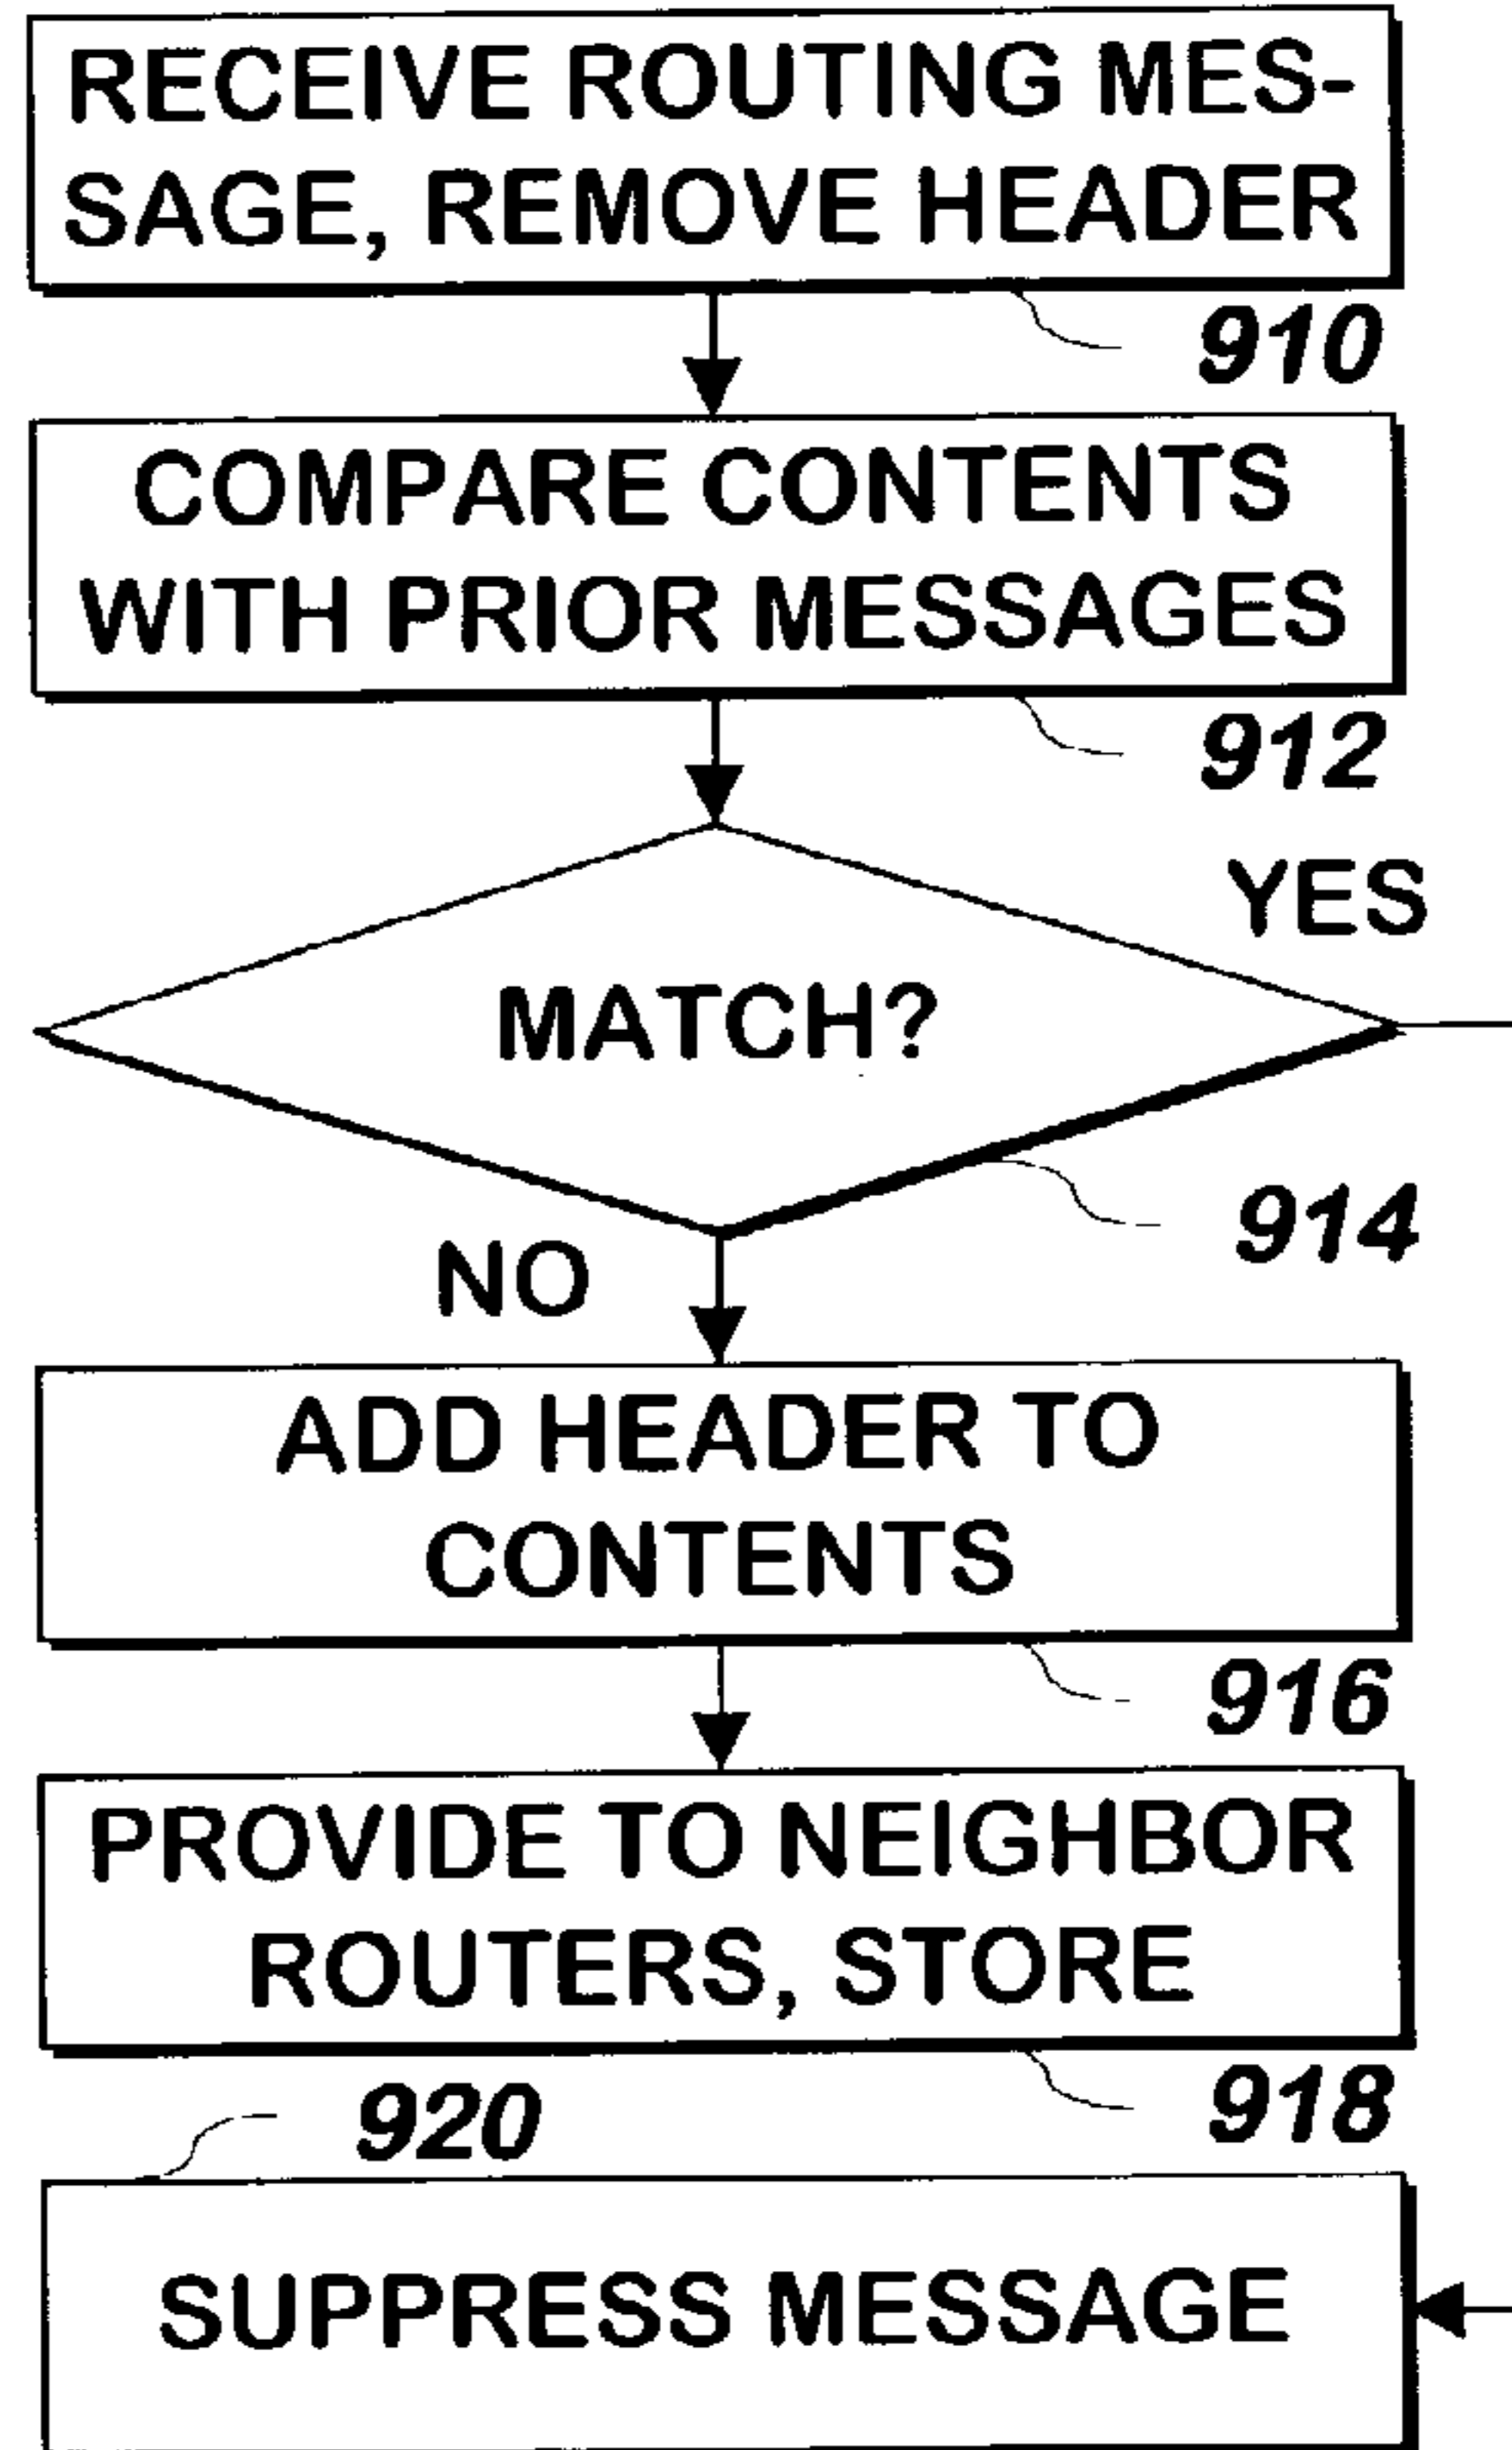 RECEIVE ROUTING MES-
SAGE, REMOVE HEADER
910
COMPARE CONTENTS
WITH PRIOR MESSAGES
912
YES
MATCH?
914
NO
ADD HEADER TO
CONTENTS
916
PROVIDE TO NEIGHBOR
ROUTERS, STORE
918
920
SUPPRESS MESSAGE